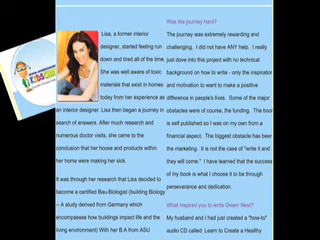 Lisa, a former interior
designer, started feeling run
down and tired all of the time.
She was well aware of toxic
materials that exist in homes
today from her experience as
an interior designer. Lisa then began a journey in
search of answers. After much research and
numerous doctor visits, she came to the
conclusion that her house and products within
her home were making her sick.
It was through her research that Lisa decided to
become a certified Bau-Biologist (building Biology
– A study derived from Germany which
encompases how buildings impact life and the
living environment) With her B.A from ASU
Was the journey hard?
The journey was extremely rewarding and
challenging. I did not have ANY help. I really
just dove into this project with no technical
background on how to write - only the inspiration
and motivation to want to make a positive
difference in people's lives. Some of the major
obstacles were of course, the funding. The book
is self published so I was on my own from a
financial aspect. The biggest obstacle has been
the marketing. It is not the case of "write it and
they will come." I have learned that the success
of my book is what I choose it to be through
perseverance and dedication.
What inspired you to write Green Nest?
My husband and I had just created a "how-to"
audio CD called: Learn to Create a Healthy